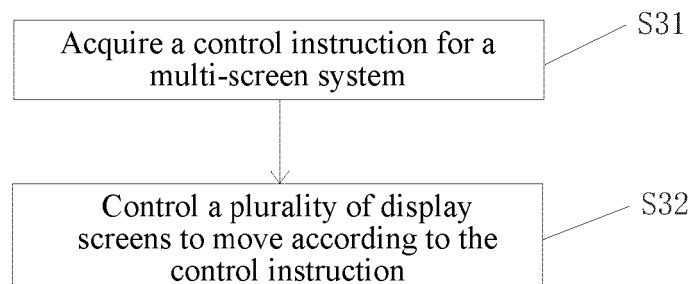 S31
Acquire a control instruction for a
multi-screen system
S32
Control a plurality of display
screens to move according to the
control instruction